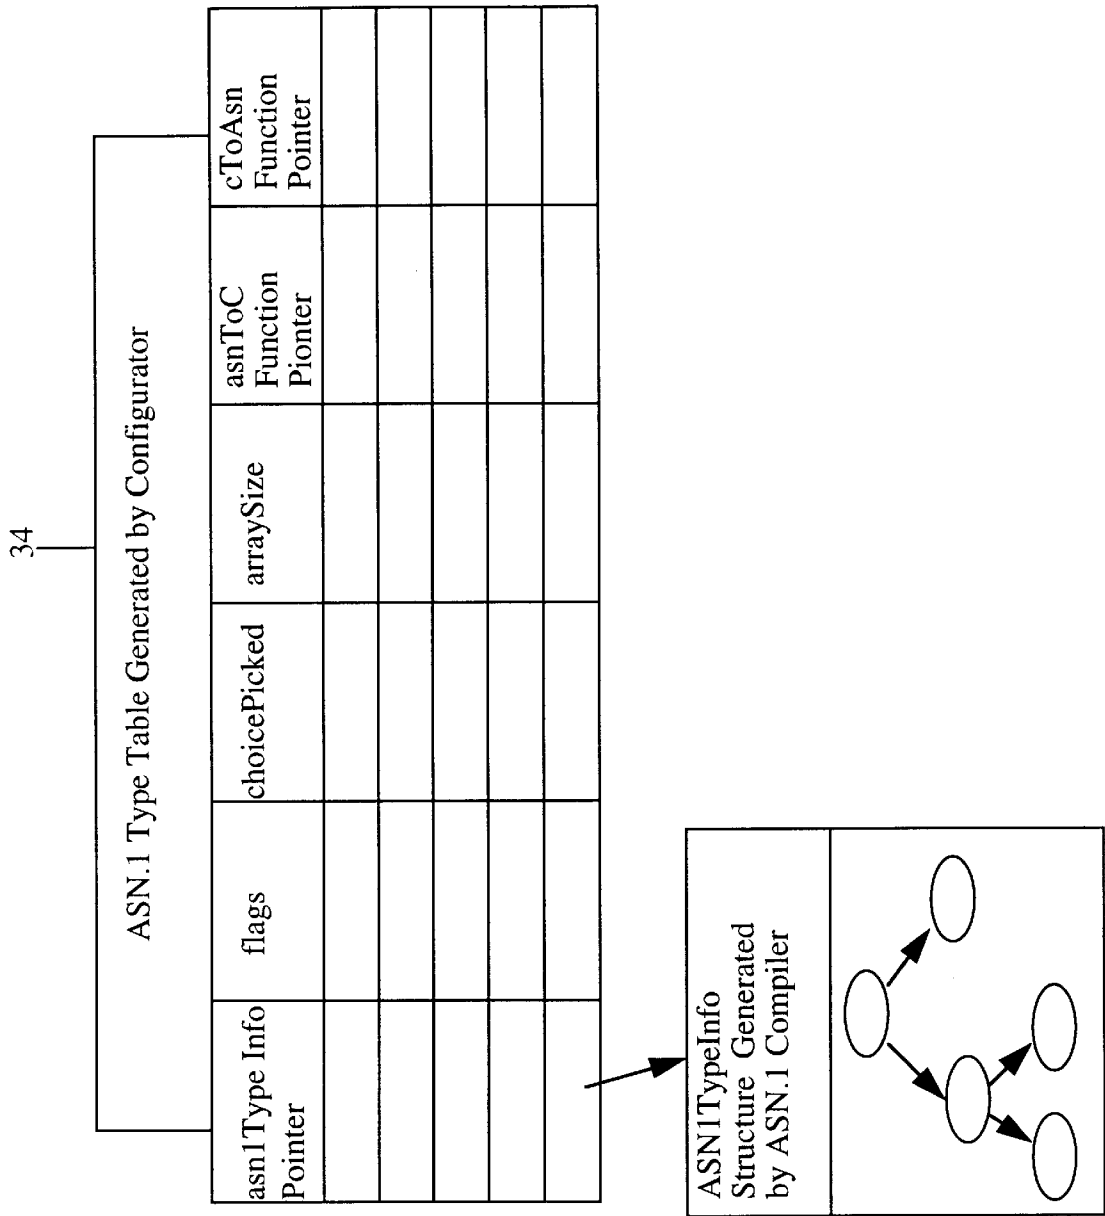 34
ASN.1 Type Table Generated by Configurator
asn1Type Info
Pointer
flags
choicePicked
arraySize
asnToC
Function
Pionter
cToAsn
Function
Pointer
ASN1TypeInfo
Structure Generated
by ASN.1 Compiler